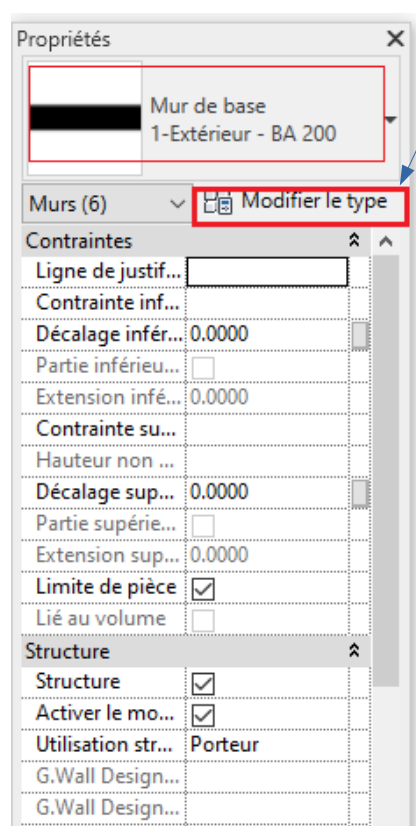 Propriétés
Mur de base
1-Extérieur - BA 200
Murs (6) Modifier le type
Contraintes
Ligne de justif...
Contrainte inf...
Décalage infér... 0.0000
Partie inférieu...
Extension infé... 0.0000
Contrainte su...
Hauteur non ...
Décalage sup... 0.0000
Partie supérie...
Extension sup... 0.0000
Limite de pièce
Lié au volume
Structure
Structure
Activer le mo...
Utilisation str... Porteur
G.Wall Design...
G.Wall Design...